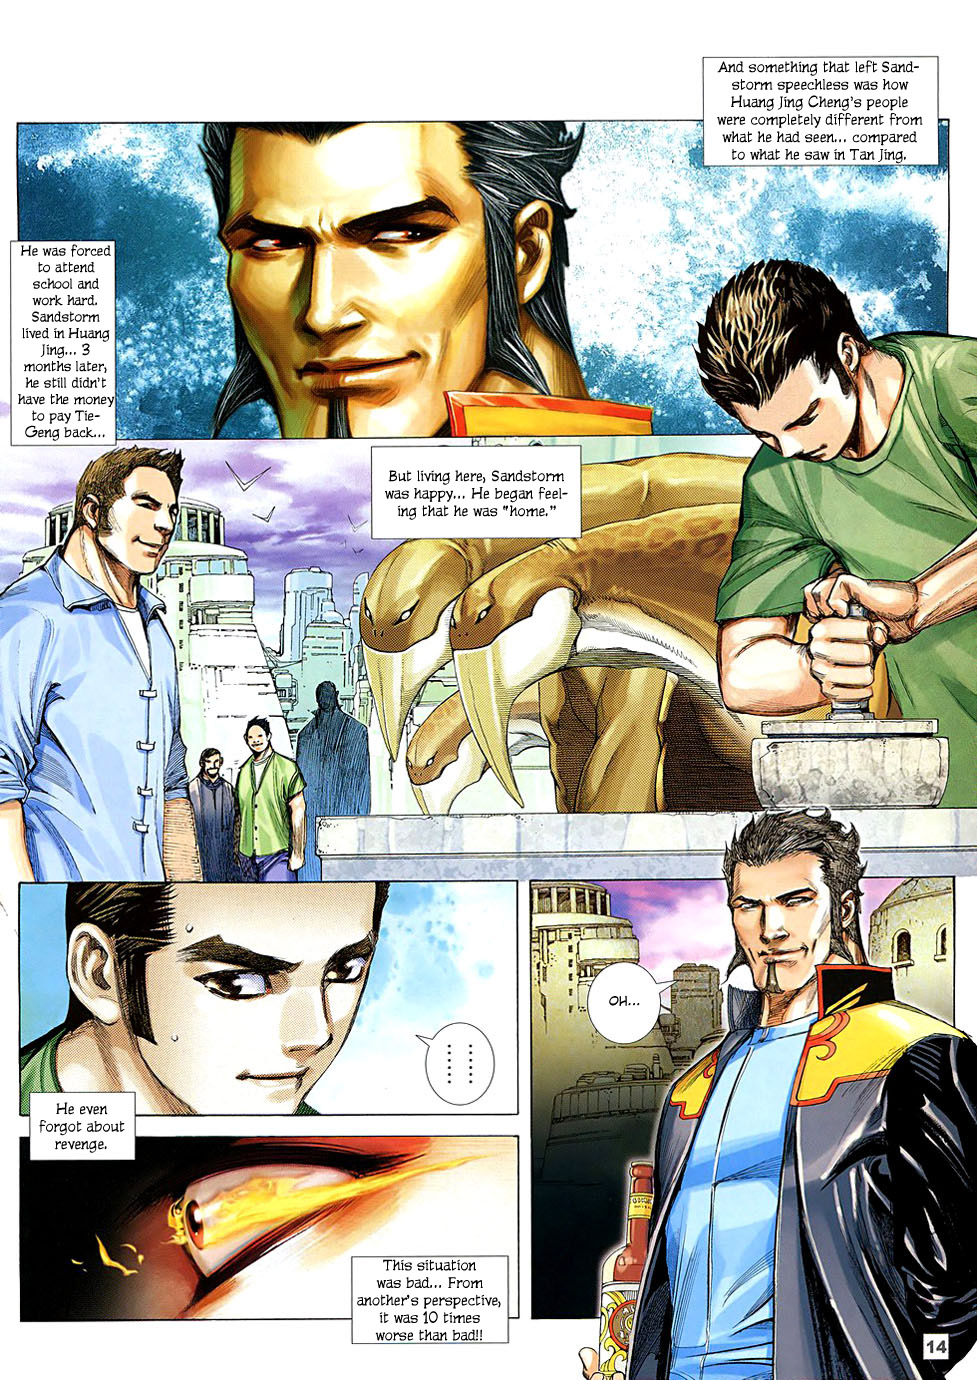 And something that left Sand-
storm speechless was how
Huang Jing Cheng's people
were completely different from
what he had seen... compared
to what he saw in Tan Jing.
He was forced
to attend
school and
work hard.
Sandstorm
lived in Huang
Jing... 3
months later,
he still didn't
have the money
to pay Tie-
Geng back...
But living here, Sandstorm
was happy... He began feel-
ing that he was "home."
OH...
He even
forgot about
revenge.
This situation
was bad... From
another's perspective,
it was 10 times
worse than bad!!
14